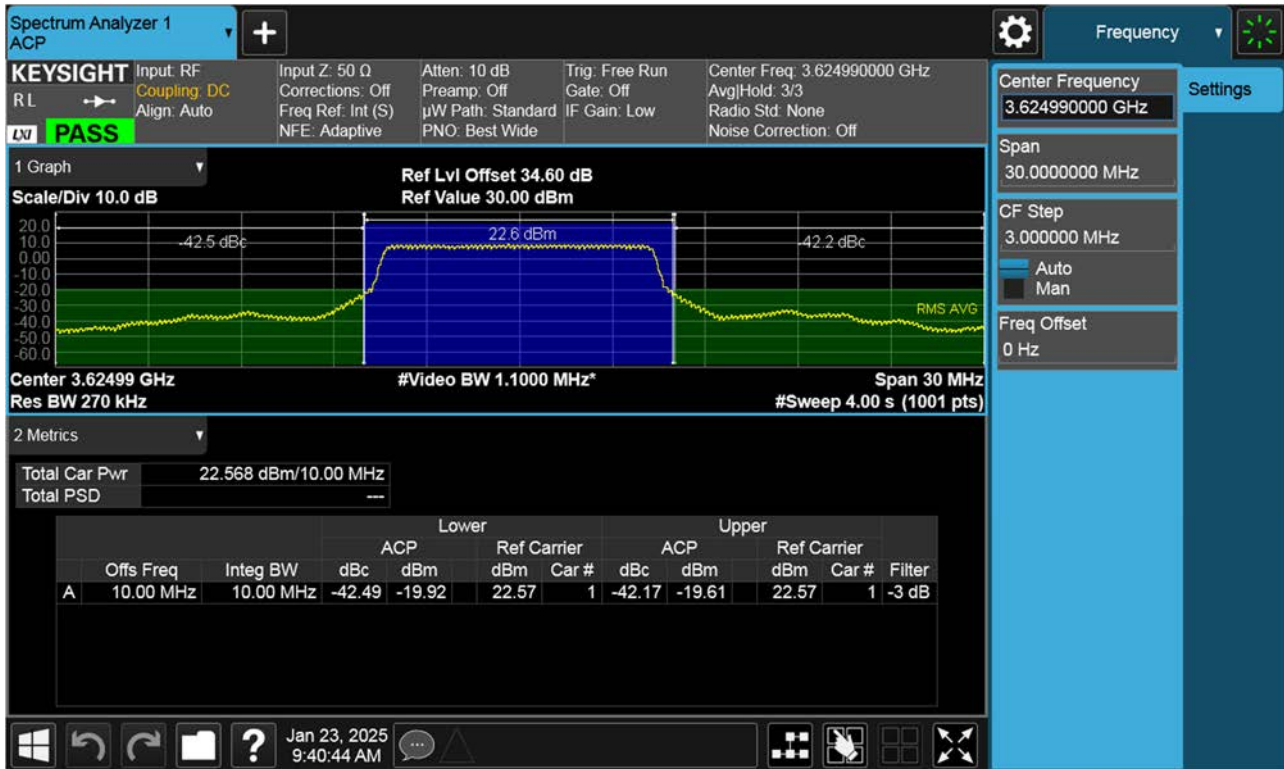 Spectrum Analyzer 1
ACP
+
Frequency
KEYSIGHT
RL
LXI
PASS
Input: RF
Coupling: DC
Align: Auto
Input Z: 50 Ω
Corrections: Off
Freq Ref: Int (S)
NFE: Adaptive
Atten: 10 dB
Preamp: Off
µW Path: Standard
PNO: Best Wide
Trig: Free Run
Gate: Off
IF Gain: Low
Center Freq: 3.624990000 GHz
Avg|Hold: 3/3
Radio Std: None
Noise Correction: Off
Center Frequency
3.624990000 GHz
Settings
Span
30.0000000 MHz
CF Step
3.000000 MHz
Auto
Man
Freq Offset
0 Hz
1 Graph
Scale/Div 10.0 dB
Ref Lvl Offset 34.60 dB
Ref Value 30.00 dBm
20.0
10.0
0.00
-10.0
-20.0
-30.0
-40.0
-50.0
-60.0
-42.5 dBc
22.6 dBm
-42.2 dBc
RMS AVG
Center 3.62499 GHz #Video BW 1.1000 MHz* Span 30 MHz
Res BW 270 kHz #Sweep 4.00 s (1001 pts)
2 Metrics
Total Car Pwr 22.568 dBm/10.00 MHz
Total PSD ---
Lower Upper
ACP Ref Carrier ACP Ref Carrier
Offs Freq Integ BW dBc dBm dBm Car # dBc dBm dBm Car # Filter
A 10.00 MHz 10.00 MHz -42.49 -19.92 22.57 1 -42.17 -19.61 22.57 1 -3 dB
?
Jan 23, 2025
9:40:44 AM